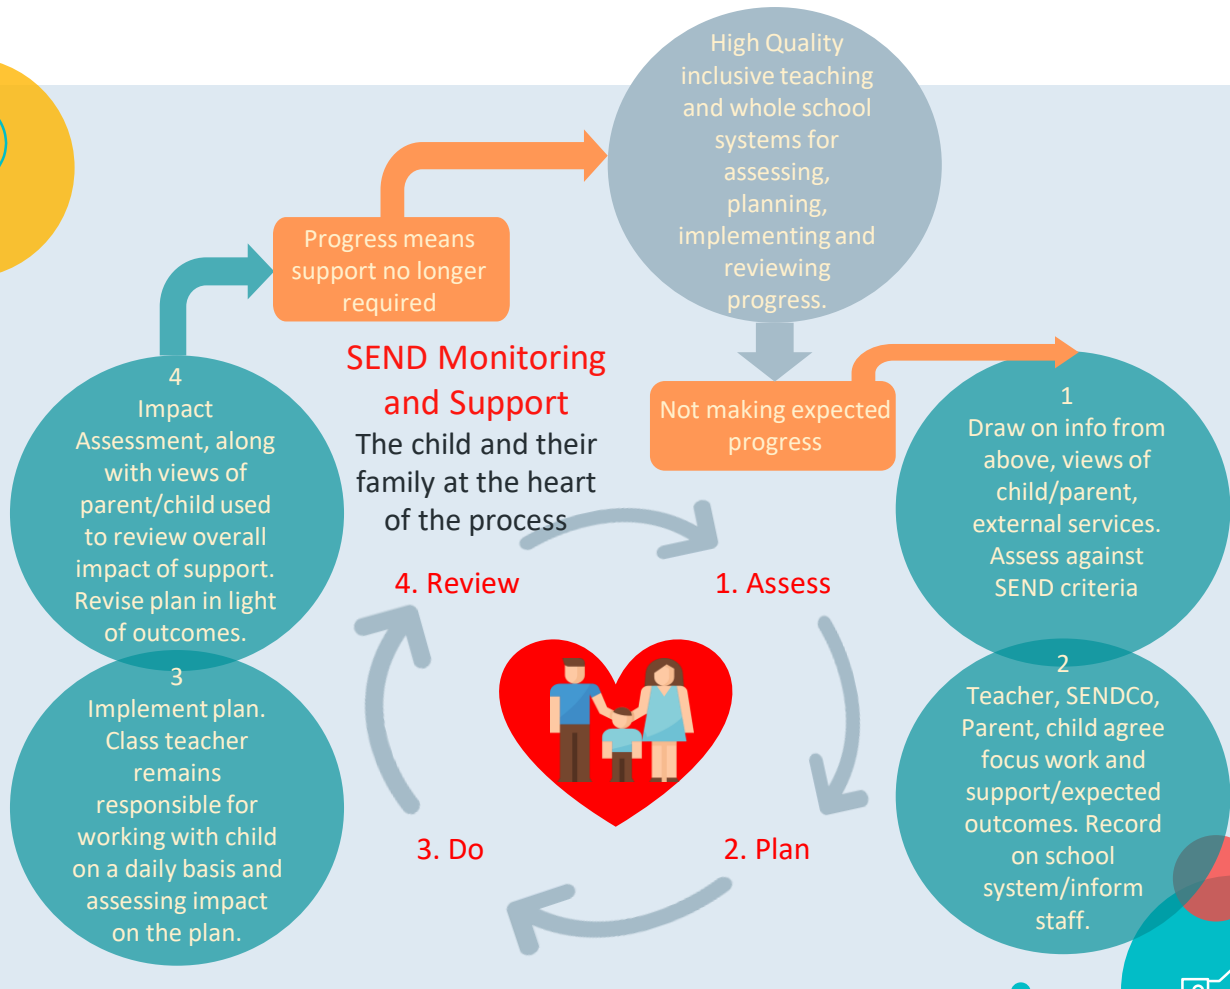 High Quality
inclusive teaching
and whole school
systems for
assessing,
planning,
implementing and
reviewing
progress.
Progress means
support no longer
required
SEND Monitoring
and Support
The child and their
family at the heart
of the process
Not making expected
progress
1
Draw on info from
above, views of
child/parent,
external services.
Assess against
SEND criteria
2
Teacher, SENDCo,
Parent, child agree
focus work and
support/expected
outcomes. Record
on school
system/inform
staff.
3
Implement plan.
Class teacher
remains
responsible for
working with child
on a daily basis and
assessing impact
on the plan.
4
Impact
Assessment, along
with views of
parent/child used
to review overall
impact of support.
Revise plan in light
of outcomes.
4. Review
1. Assess
3. Do
2. Plan